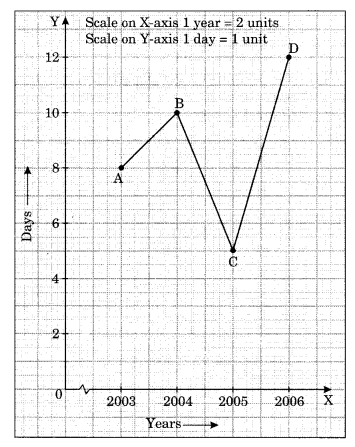 Y
Scale on X-axis 1 year = 2 units
Scale on Y-axis 1 day = 1 unit
D
12
B
10
8
A
6
C
4
2
0
Days
2003 2004 2005 2006 X
Years